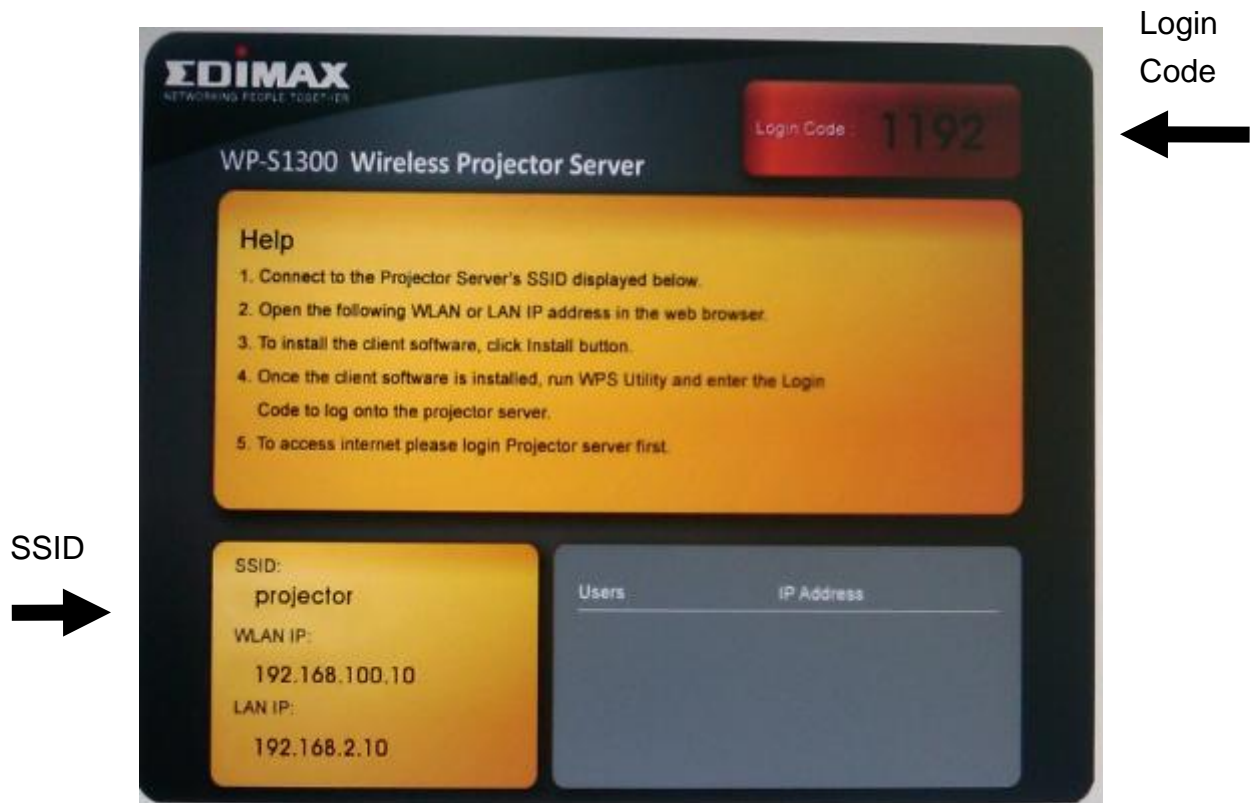 Login
Code
EDIMAX
NETWORKING PEOPLE TOGETHER
Login Code : 1192
WP-S1300 Wireless Projector Server
Help
1. Connect to the Projector Server's SSID displayed below.
2. Open the following WLAN or LAN IP address in the web browser.
3. To install the client software, click Install button.
4. Once the client software is installed, run WPS Utility and enter the Login
Code to log onto the projector server.
5. To access internet please login Projector server first.
SSID
SSID:
projector
WLAN IP:
192.168.100.10
LAN IP:
192.168.2.10
Users IP Address